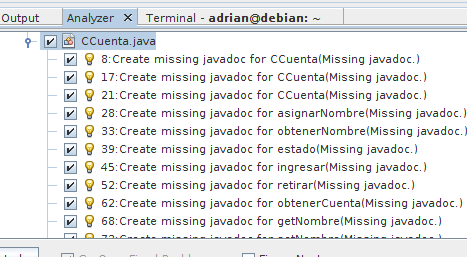 Output Analyzer × Terminal - adrian@debian: ~
CCuenta.java
8:Create missing javadoc for CCuenta(Missing javadoc.)
17:Create missing javadoc for CCuenta(Missing javadoc.)
21:Create missing javadoc for CCuenta(Missing javadoc.)
28:Create missing javadoc for asignarNombre(Missing javadoc.)
33:Create missing javadoc for obtenerNombre(Missing javadoc.)
39:Create missing javadoc for estado(Missing javadoc.)
45:Create missing javadoc for ingresar(Missing javadoc.)
52:Create missing javadoc for retirar(Missing javadoc.)
62:Create missing javadoc for obtenerCuenta(Missing javadoc.)
68:Create missing javadoc for getNombre(Missing javadoc.)